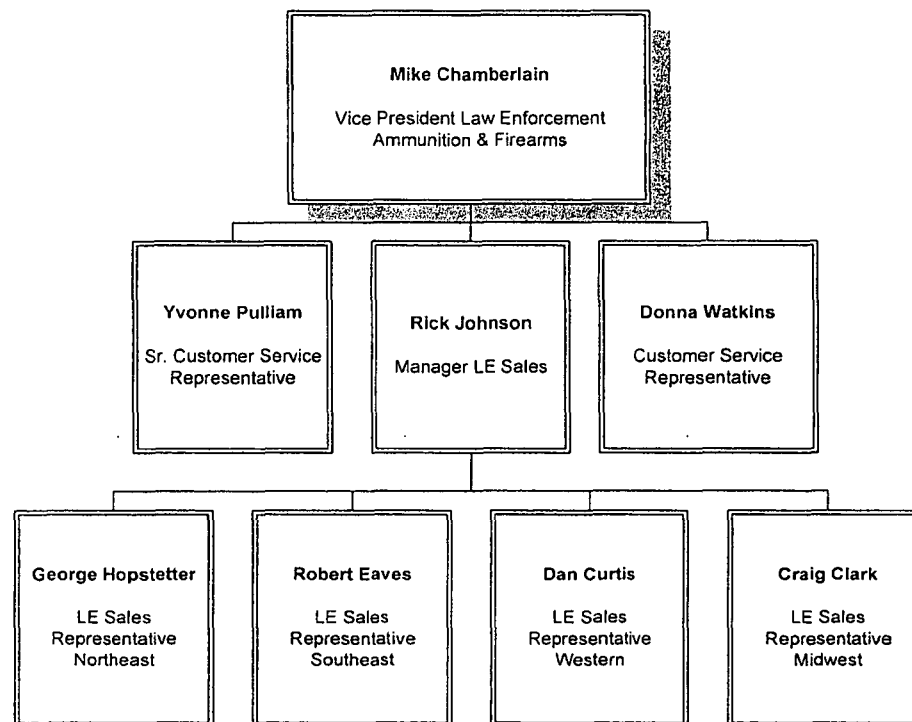 Mike Chamberlain
Vice President Law Enforcement
Ammunition & Firearms
Yvonne Pulliam
Sr. Customer Service
Representative
Rick Johnson
Manager LE Sales
Donna Watkins
Customer Service
Representative
George Hopstetter
LE Sales
Representative
Northeast
Robert Eaves
LE Sales
Representative
Southeast
Dan Curtis
LE Sales
Representative
Western
Craig Clark
LE Sales
Representative
Midwest